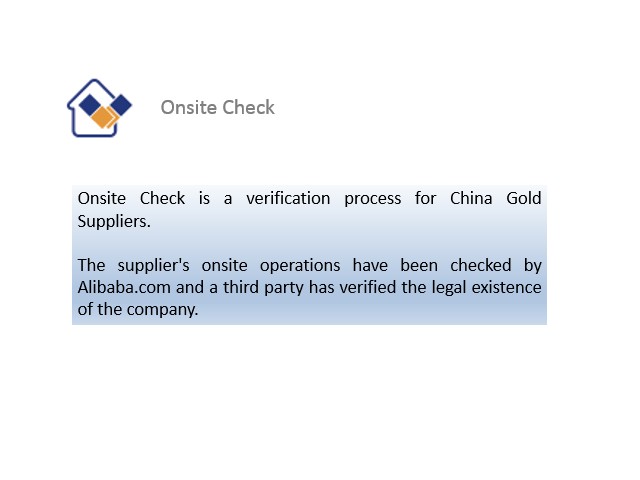 Onsite Check
Onsite Check is a verification process for China Gold
Suppliers.
The supplier's onsite operations have been checked by
Alibaba.com and a third party has verified the legal existence
of the company.